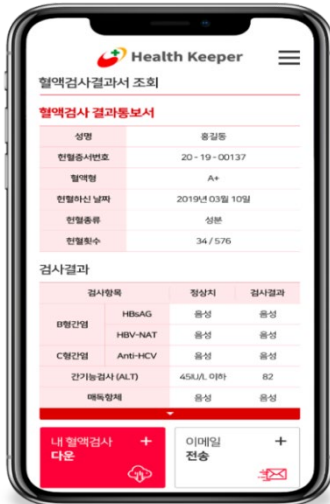 Health Keeper
혈액검사결과서 조회
혈액검사 결과통보서
성명 홍길동
헌혈증서번호 20 - 19 - 00137
혈액형 A+
헌혈하신 날짜 2019년 03월 10일
헌혈종류 성분
헌혈횟수 34 / 576
검사결과
검사항목 정상치 검사결과
B형간염 HBsAG 음성 음성
HBV-NAT 음성 음성
C형간염 Anti-HCV 음성 음성
간기능검사 (ALT) 45IU/L 이하 82
매독항체 음성 음성
내 혈액검사 +
다운
이메일 +
전송